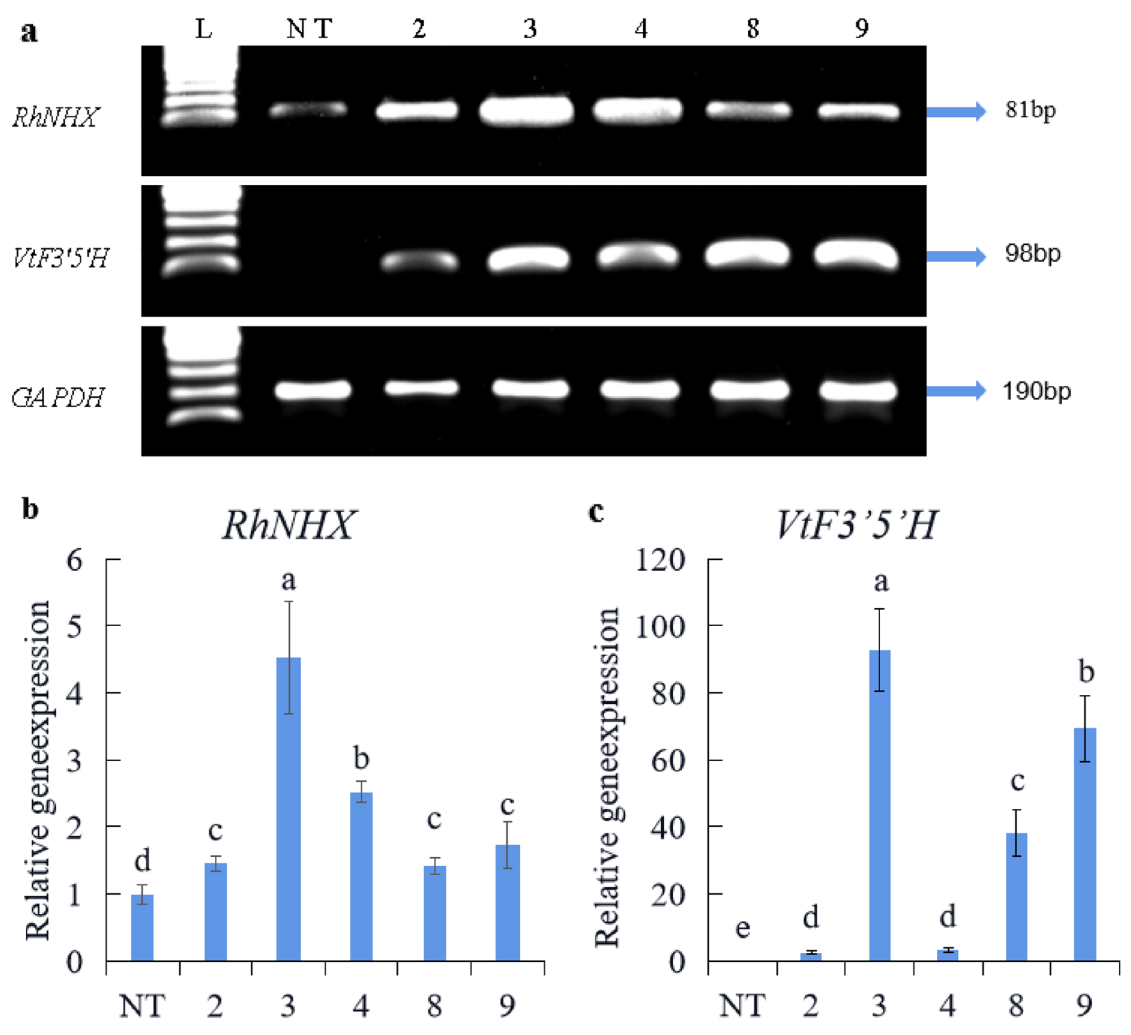 a
L NT 2 3 4 8 9
RhNHX 81bp
VtF3'5'H 98bp
GAPDH 190bp
b
RhNHX
Relative geneexpression
6
5
4
3
2
1
0
a
b
c
c
c
d
NT 2 3 4 8 9
c
VtF3’5’H
Relative geneexpression
120
100
80
60
40
20
0
a
b
c
d
d
e
NT 2 3 4 8 9